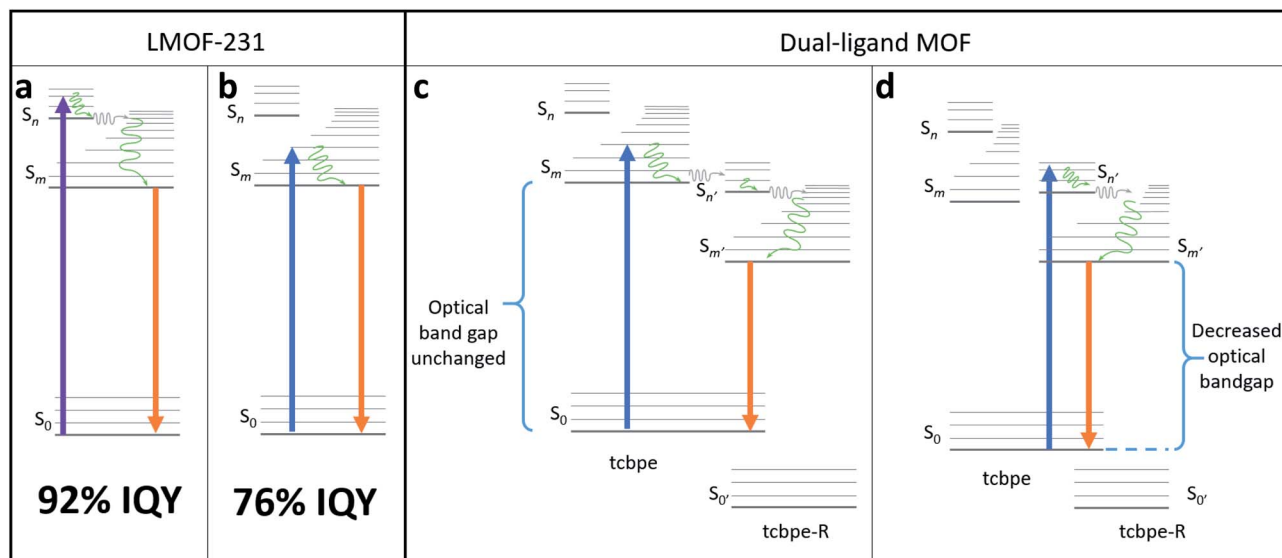 LMOF-231
Dual-ligand MOF
a
Sₙ
Sₘ
S₀
92% IQY
b
Sₙ
Sₘ
S₀
76% IQY
c
Sₙ
Sₘ
Sₙ′
Sₘ′
Optical
band gap
unchanged
S₀
tcbpe
S₀′
tcbpe-R
d
Sₙ
Sₘ
Sₙ′
Sₘ′
Decreased
optical
bandgap
S₀
tcbpe
S₀′
tcbpe-R